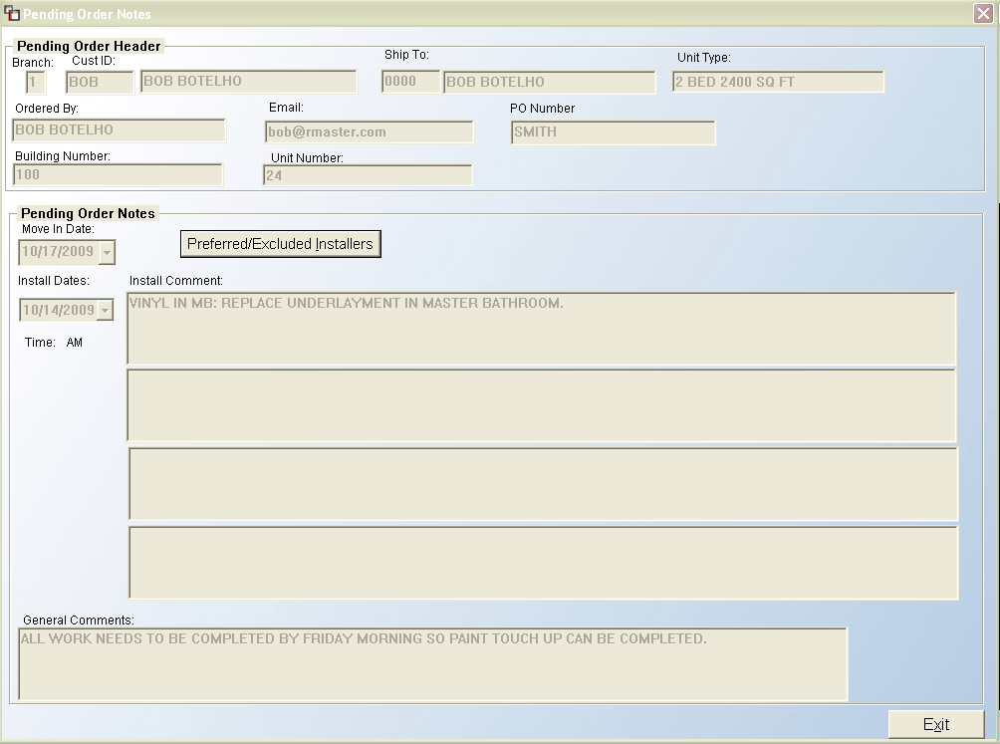 Pending Order Notes
Pending Order Header
Branch: Cust ID: Ship To: Unit Type:
1 BOB BOB BOTELHO 0000 BOB BOTELHO 2 BED 2400 SQ FT
Ordered By: Email: PO Number
BOB BOTELHO bob@rmaster.com SMITH
Building Number: Unit Number:
100 24
Pending Order Notes
Move In Date:
10/17/2009 Preferred/Excluded Installers
Install Dates: Install Comment:
10/14/2009 VINYL IN MB: REPLACE UNDERLAYMENT IN MASTER BATHROOM.
Time: AM
General Comments:
ALL WORK NEEDS TO BE COMPLETED BY FRIDAY MORNING SO PAINT TOUCH UP CAN BE COMPLETED.
Exit